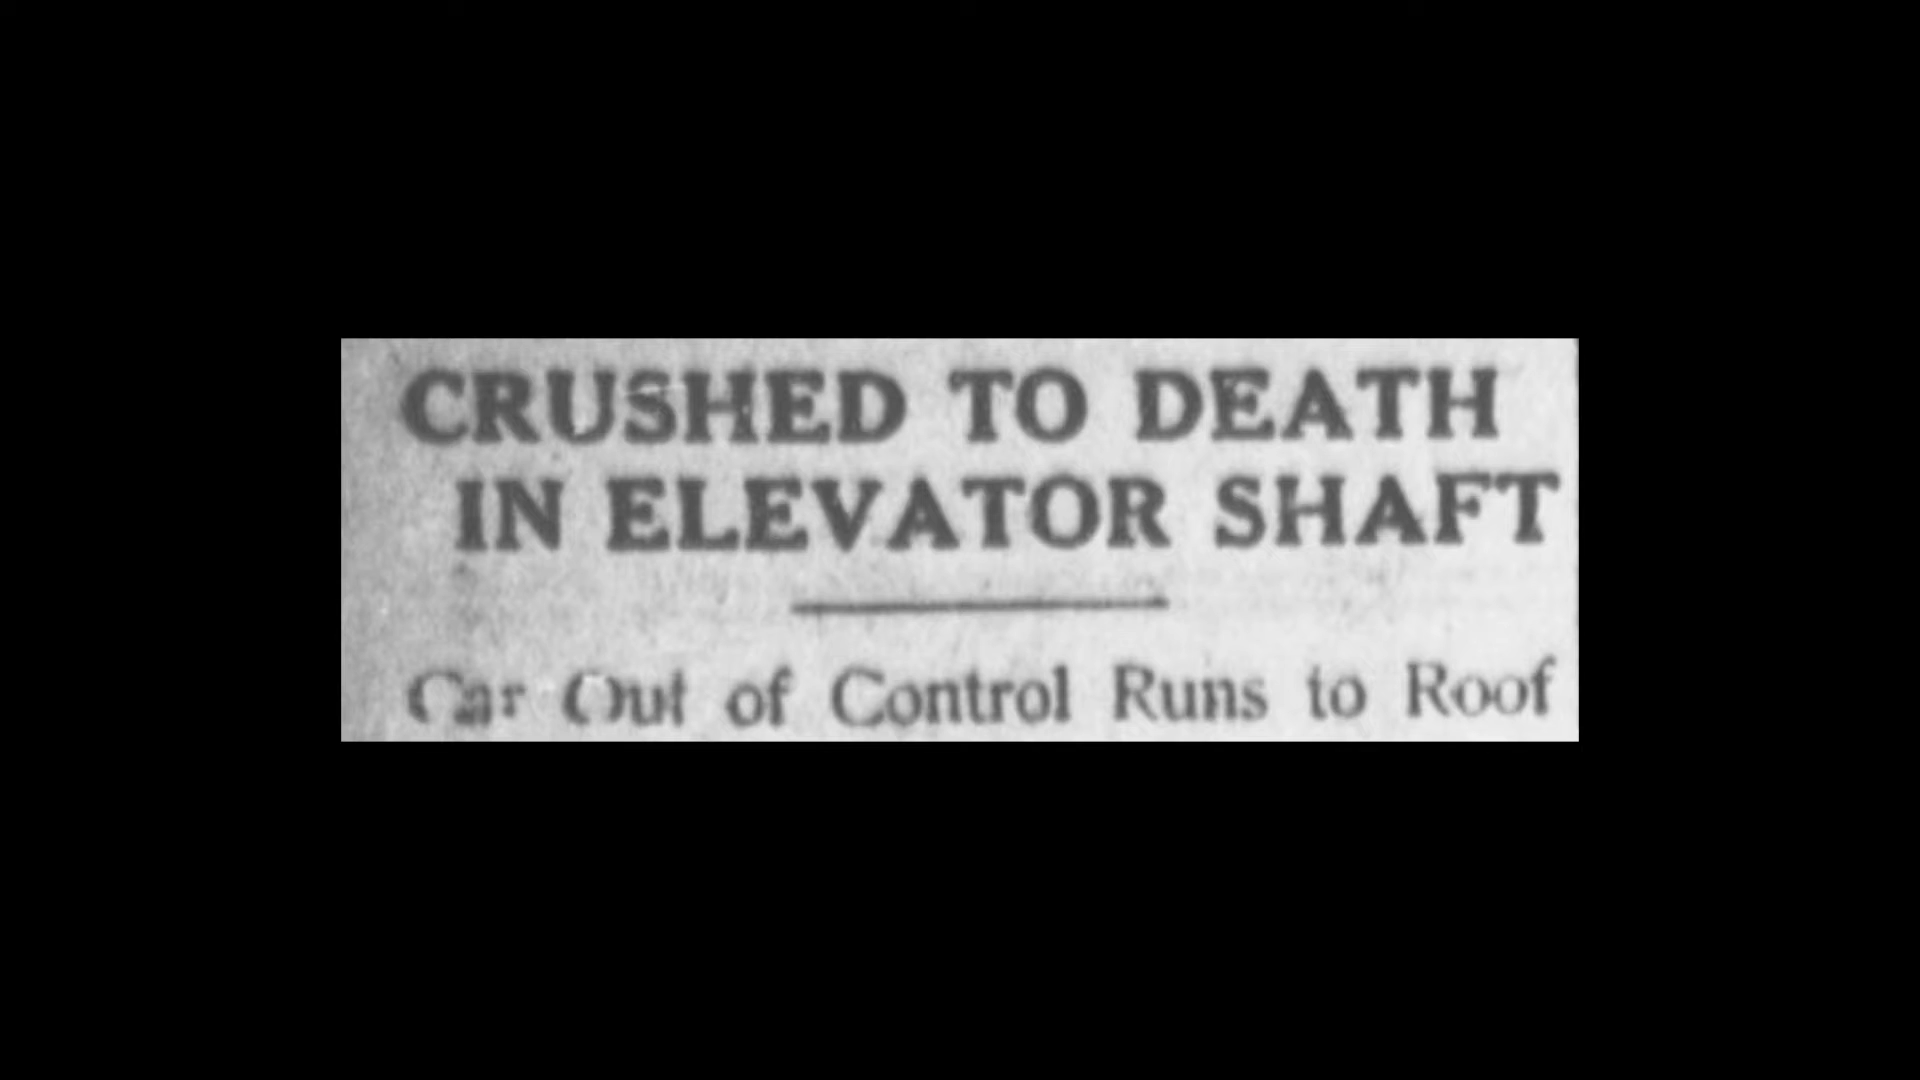 CRUSHED TO DEATH
IN ELEVATOR SHAFT
Car Out of Control Runs to Roof